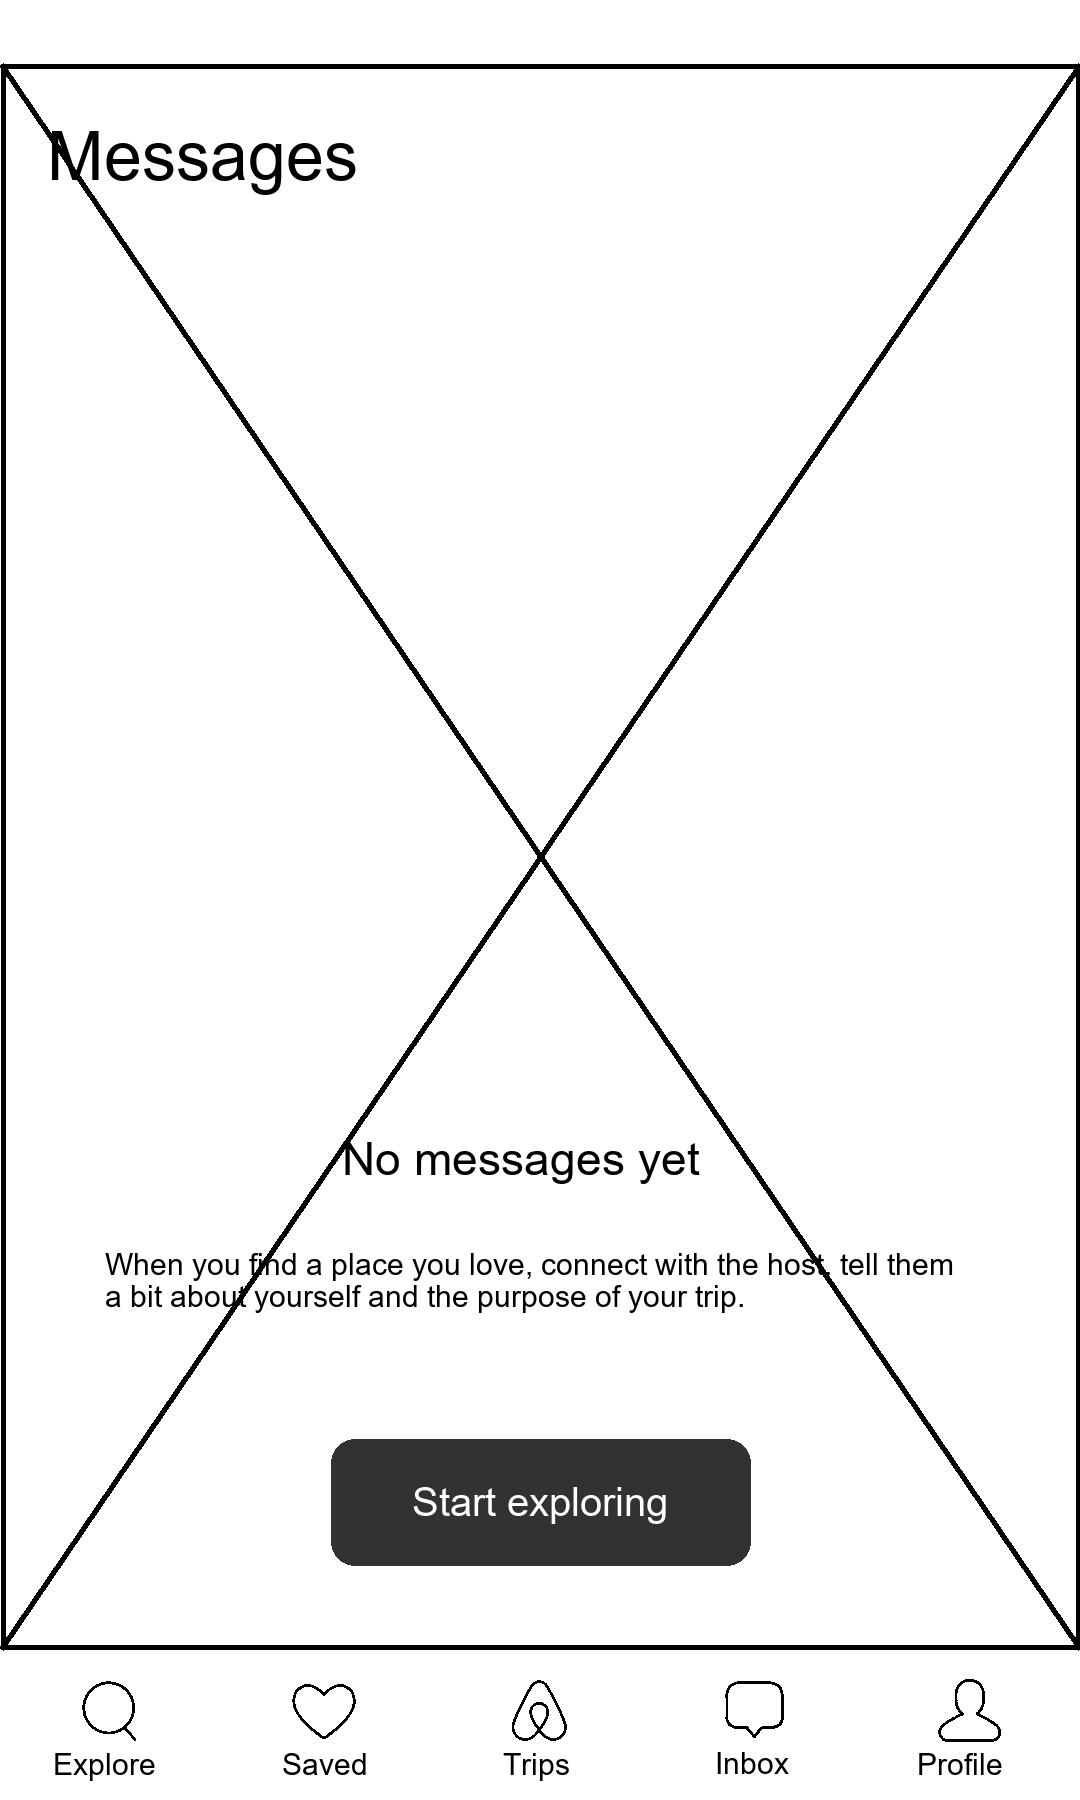 Messages
No messages yet
When you find a place you love, connect with the host, tell them
a bit about yourself and the purpose of your trip.
Start exploring
Explore
Saved
Trips
Inbox
Profile